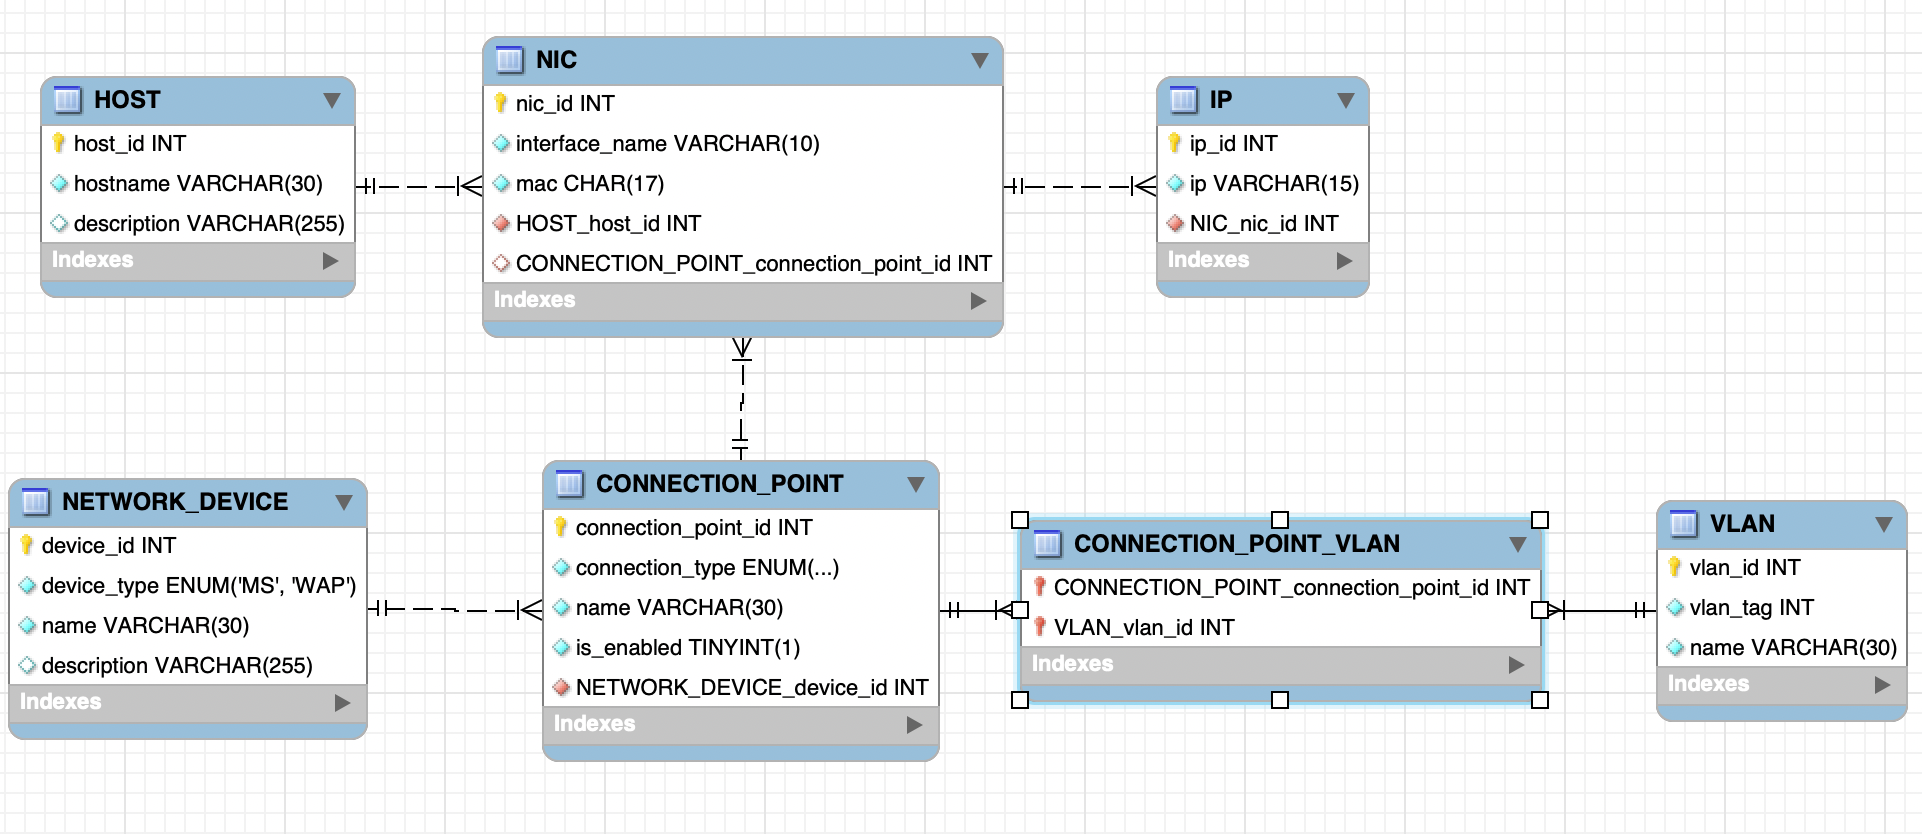 HOST
host_id INT
hostname VARCHAR(30)
description VARCHAR(255)
Indexes
NIC
nic_id INT
interface_name VARCHAR(10)
mac CHAR(17)
HOST_host_id INT
CONNECTION_POINT_connection_point_id INT
Indexes
IP
ip_id INT
ip VARCHAR(15)
NIC_nic_id INT
Indexes
NETWORK_DEVICE
device_id INT
device_type ENUM('MS', 'WAP')
name VARCHAR(30)
description VARCHAR(255)
Indexes
CONNECTION_POINT
connection_point_id INT
connection_type ENUM(...)
name VARCHAR(30)
is_enabled TINYINT(1)
NETWORK_DEVICE_device_id INT
Indexes
CONNECTION_POINT_VLAN
CONNECTION_POINT_connection_point_id INT
VLAN_vlan_id INT
Indexes
VLAN
vlan_id INT
vlan_tag INT
name VARCHAR(30)
Indexes